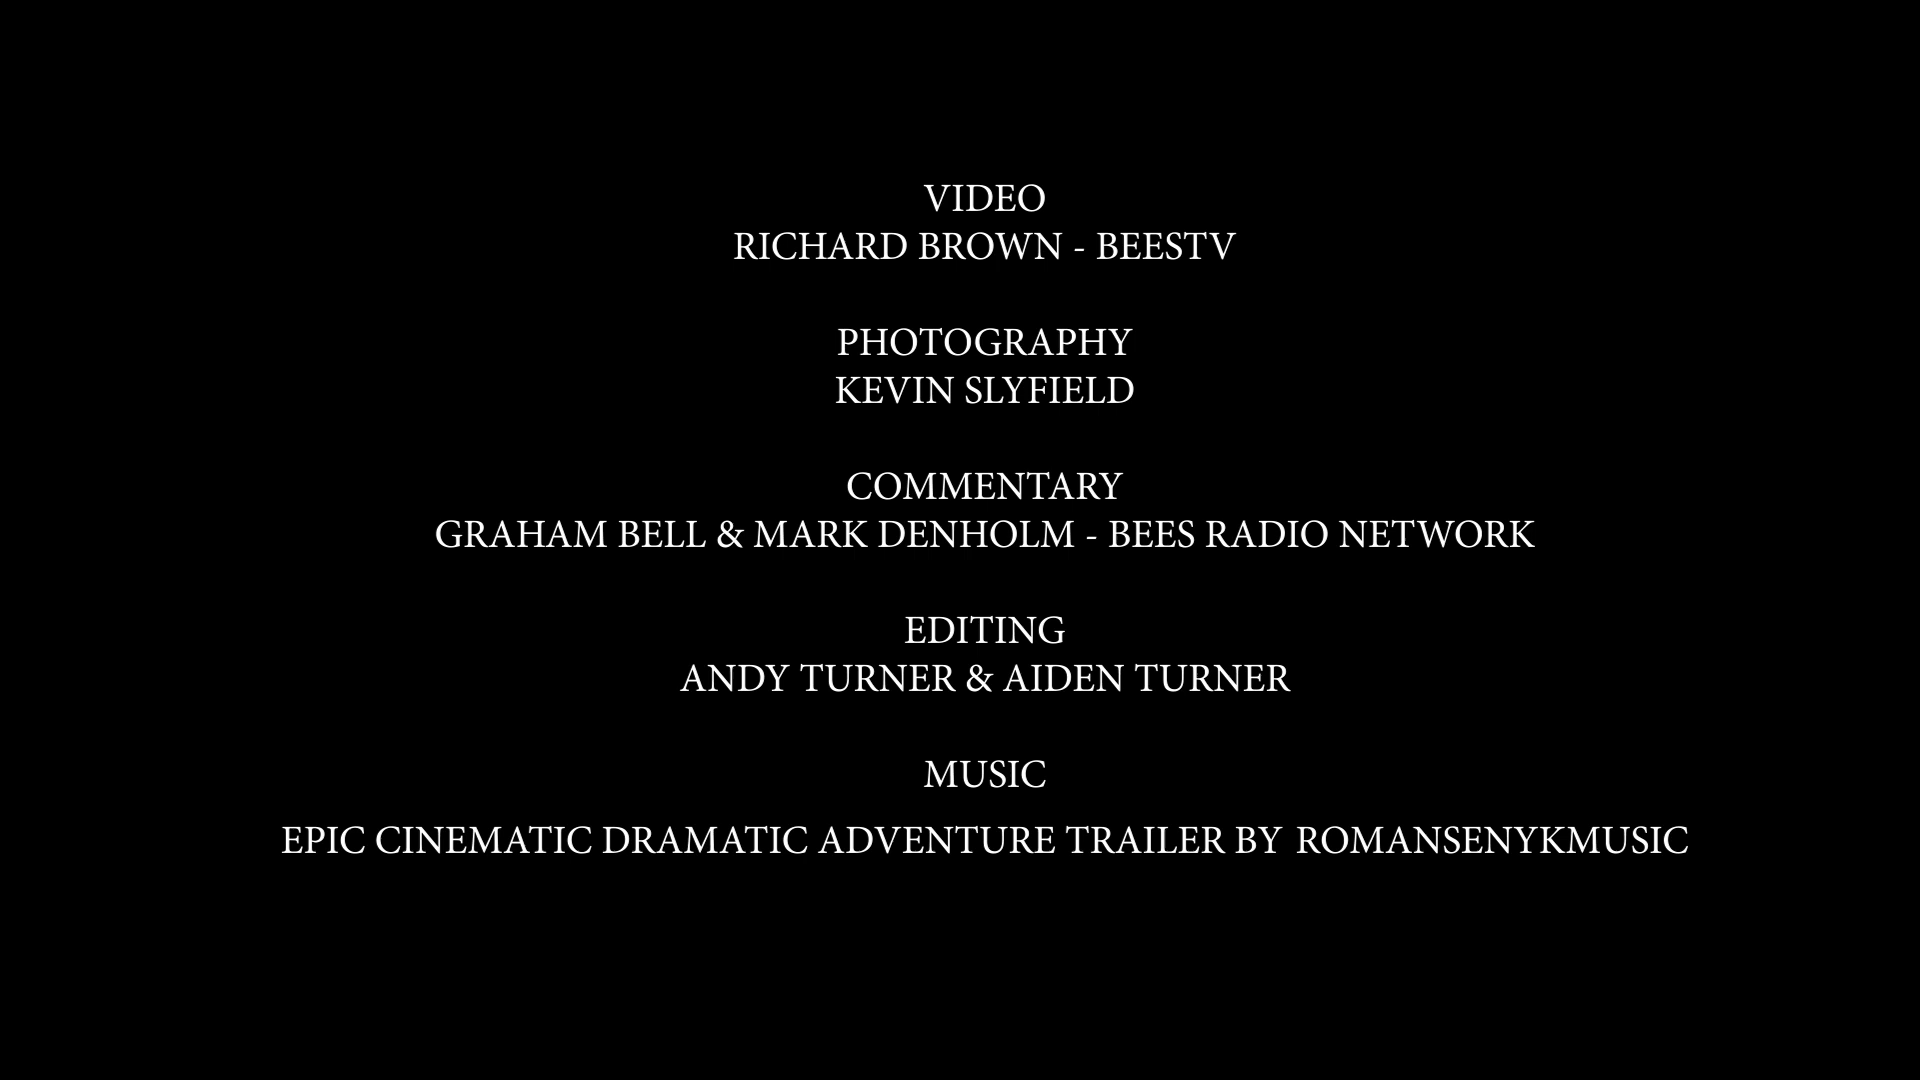 VIDEO
RICHARD BROWN - BEESTV
PHOTOGRAPHY
KEVIN SLYFIELD
COMMENTARY
GRAHAM BELL & MARK DENHOLM - BEES RADIO NETWORK
EDITING
ANDY TURNER & AIDEN TURNER
MUSIC
EPIC CINEMATIC DRAMATIC ADVENTURE TRAILER BY ROMANSENYKMUSIC